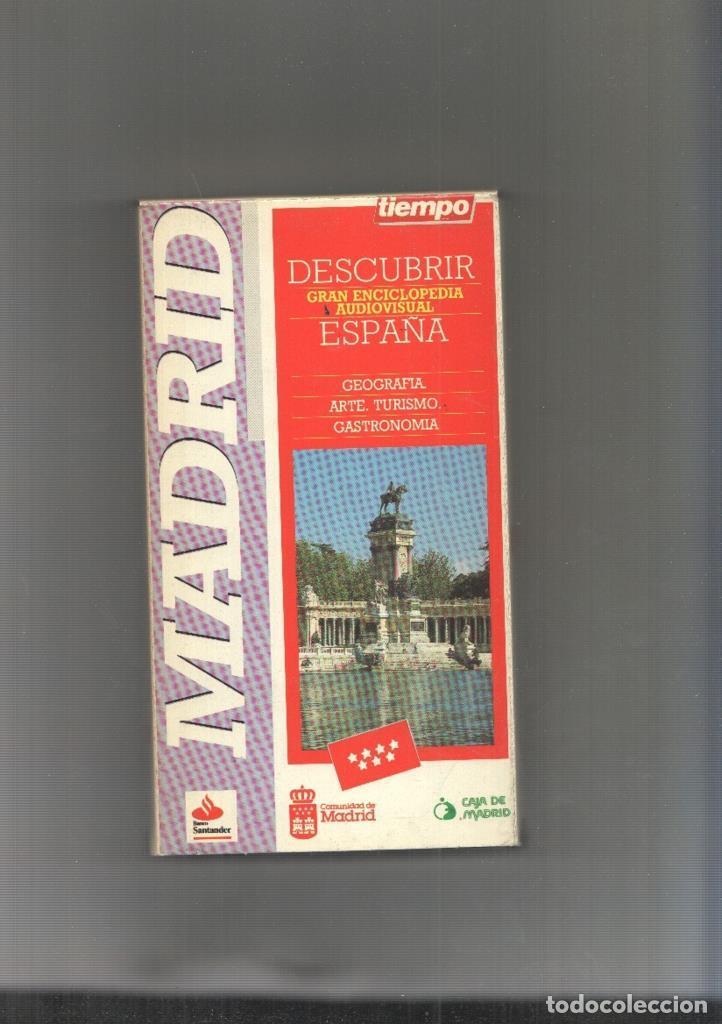 tiempo
MADRID
DESCUBRIR
GRAN ENCICLOPEDIA
AUDIOVISUAL
ESPAÑA
GEOGRAFIA.
ARTE. TURISMO.
GASTRONOMIA
Banco
Santander
Comunidad de
Madrid
CAJA DE
MADRID
todocoleccion